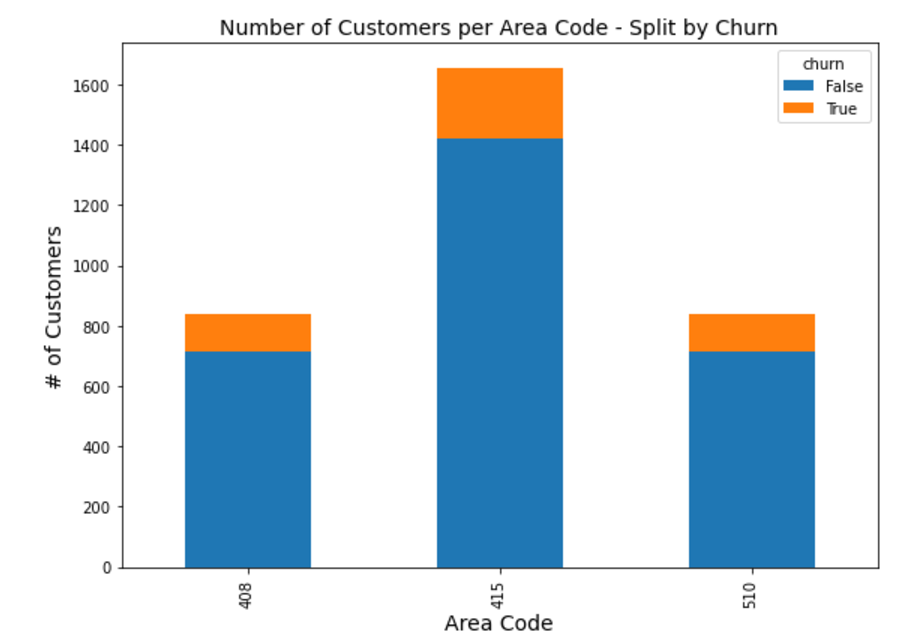 Number of Customers per Area Code - Split by Churn
churn
False
True
1600
1400
1200
1000
800
600
400
200
0
# of Customers
408
415
510
Area Code